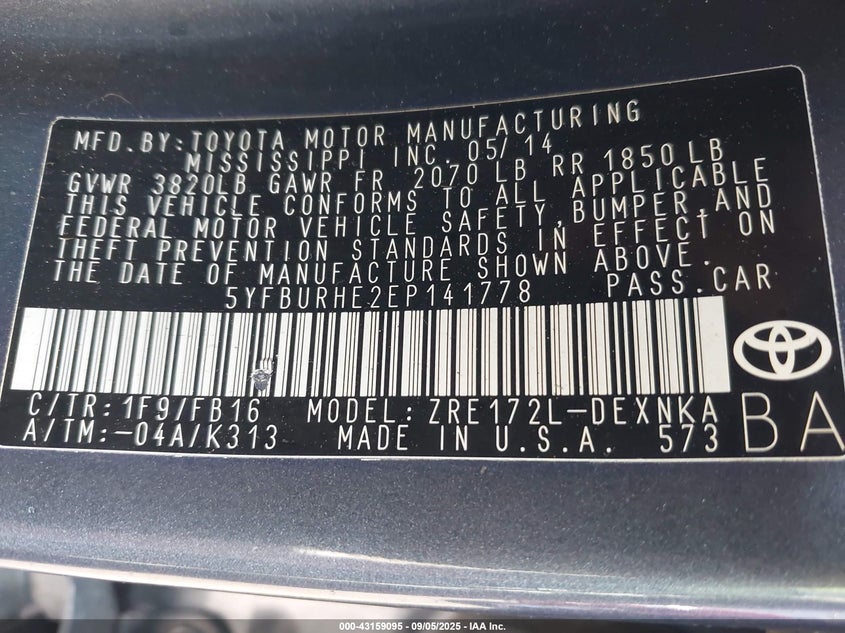 MFD.BY:TOYOTA MOTOR MANUFACTURING
MISSISSIPPI INC. 05/14
GVWR 3820LB GAWR FR 2070 LB RR 1850 LB
THIS VEHICLE CONFORMS TO ALL APPLICABLE
FEDERAL MOTOR VEHICLE SAFETY,BUMPER,AND
THEFT PREVENTION STANDARDS IN EFFECT ON
THE DATE OF MANUFACTURE SHOWN ABOVE.
5YFBURHE2EP141778 PASS.CAR
C/TR: 1F9/FB16 MODEL: ZRE172L-DEXNKA
A/TM:-04A/K313 MADE IN U.S.A. 573 BA
000-43159095 - 09/05/2025 - IAA Inc.